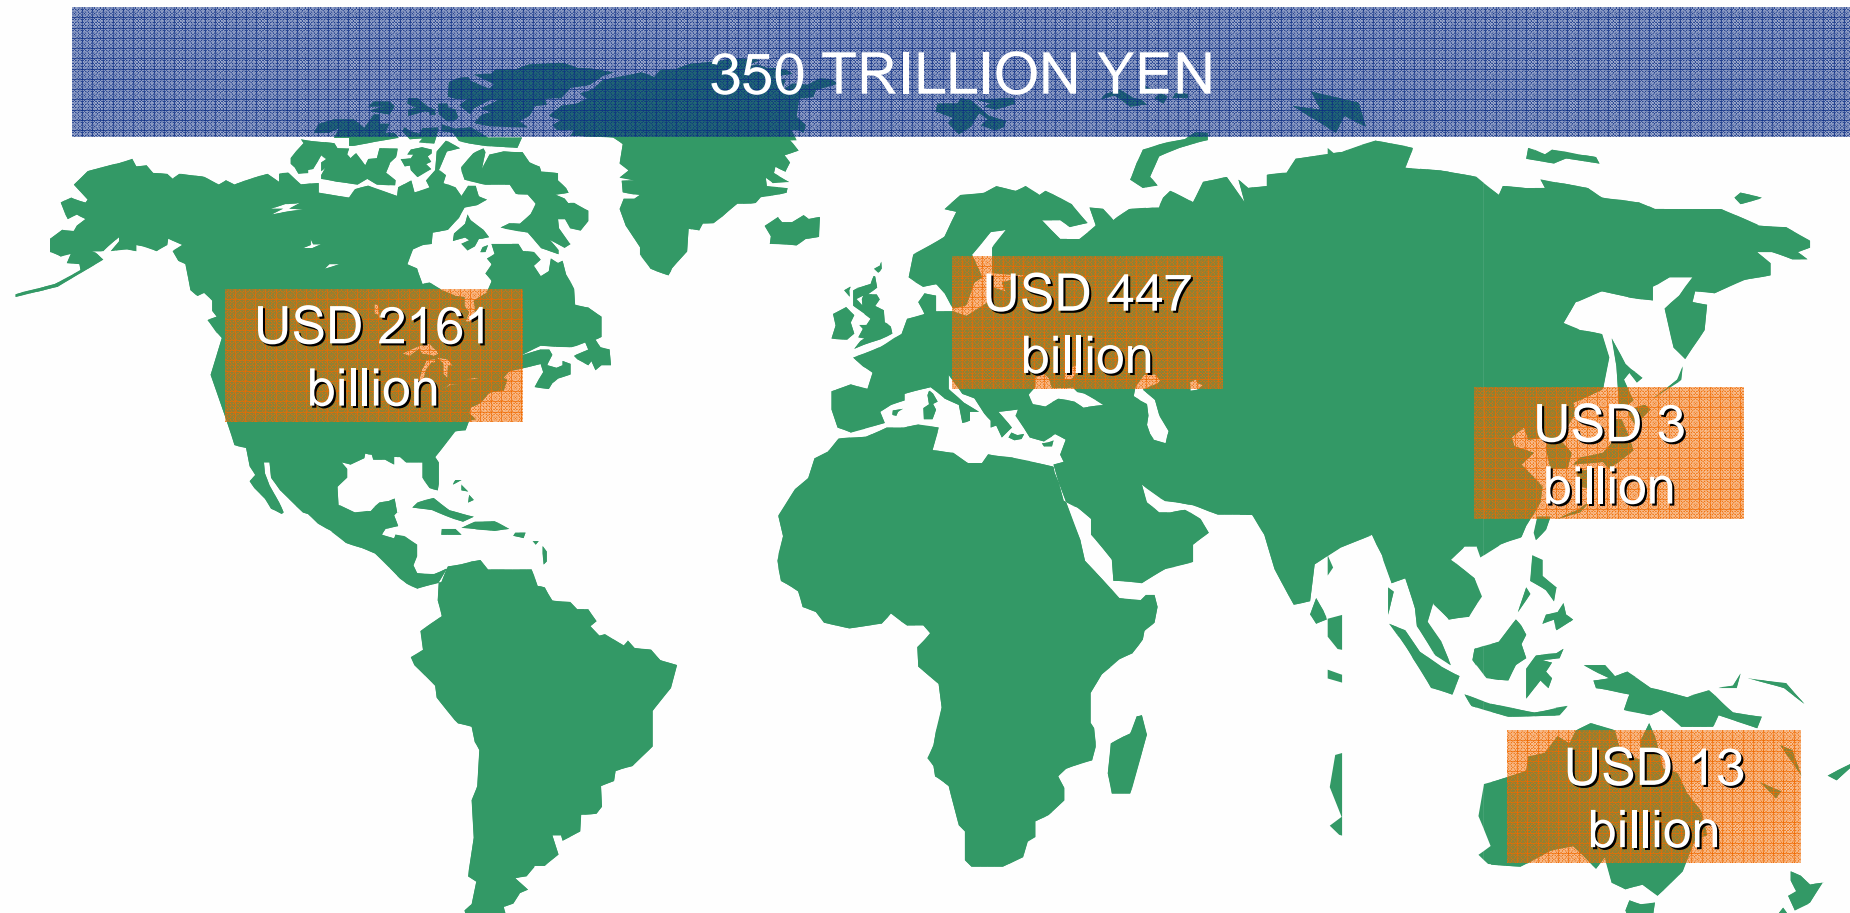 350 TRILLION YEN
USD 447
billion
USD 2161
billion
USD 3
billion
USD 13
billion